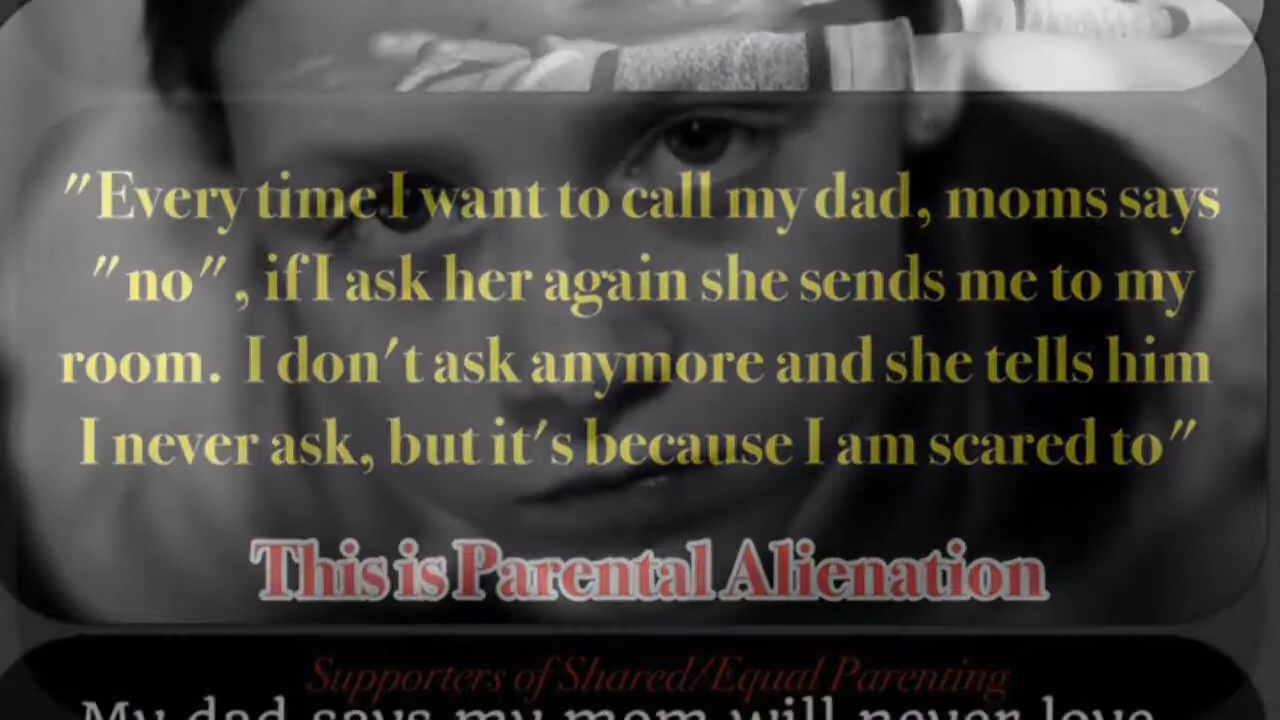 "Every time I want to call my dad, moms says
"no", if I ask her again she sends me to my
room. I don't ask anymore and she tells him
I never ask, but it's because I am scared to"
This is Parental Alienation
Supporters of Shared/Equal Parenting
My dad says my mom will never love